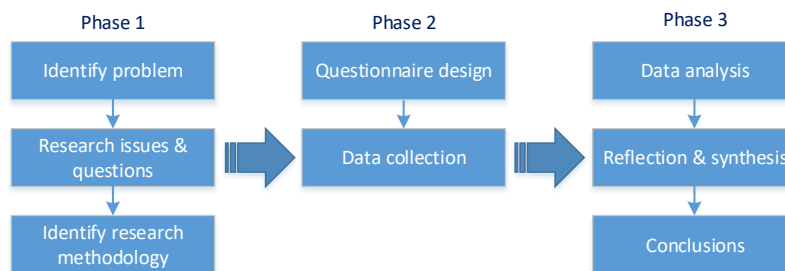 Phase 1
Identify problem
Research issues &
questions
Identify research
methodology
Phase 2
Questionnaire design
Data collection
Phase 3
Data analysis
Reflection & synthesis
Conclusions